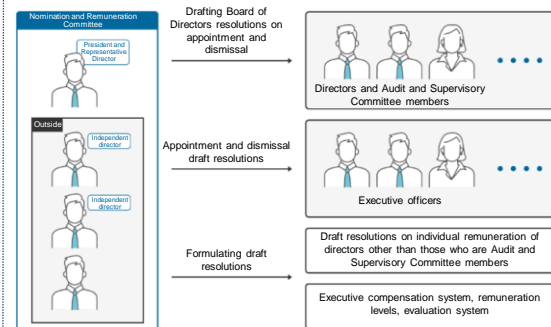 Nomination and Remuneration
Committee
President and
Representative
Director
Outside
Independent
director
Independent
director
Drafting Board of
Directors resolutions on
appointment and
dismissal
Directors and Audit and Supervisory
Committee members
Appointment and dismissal
draft resolutions
Executive officers
Formulating draft
resolutions
Draft resolutions on individual remuneration of
directors other than those who are Audit and
Supervisory Committee members
Executive compensation system, remuneration
levels, evaluation system